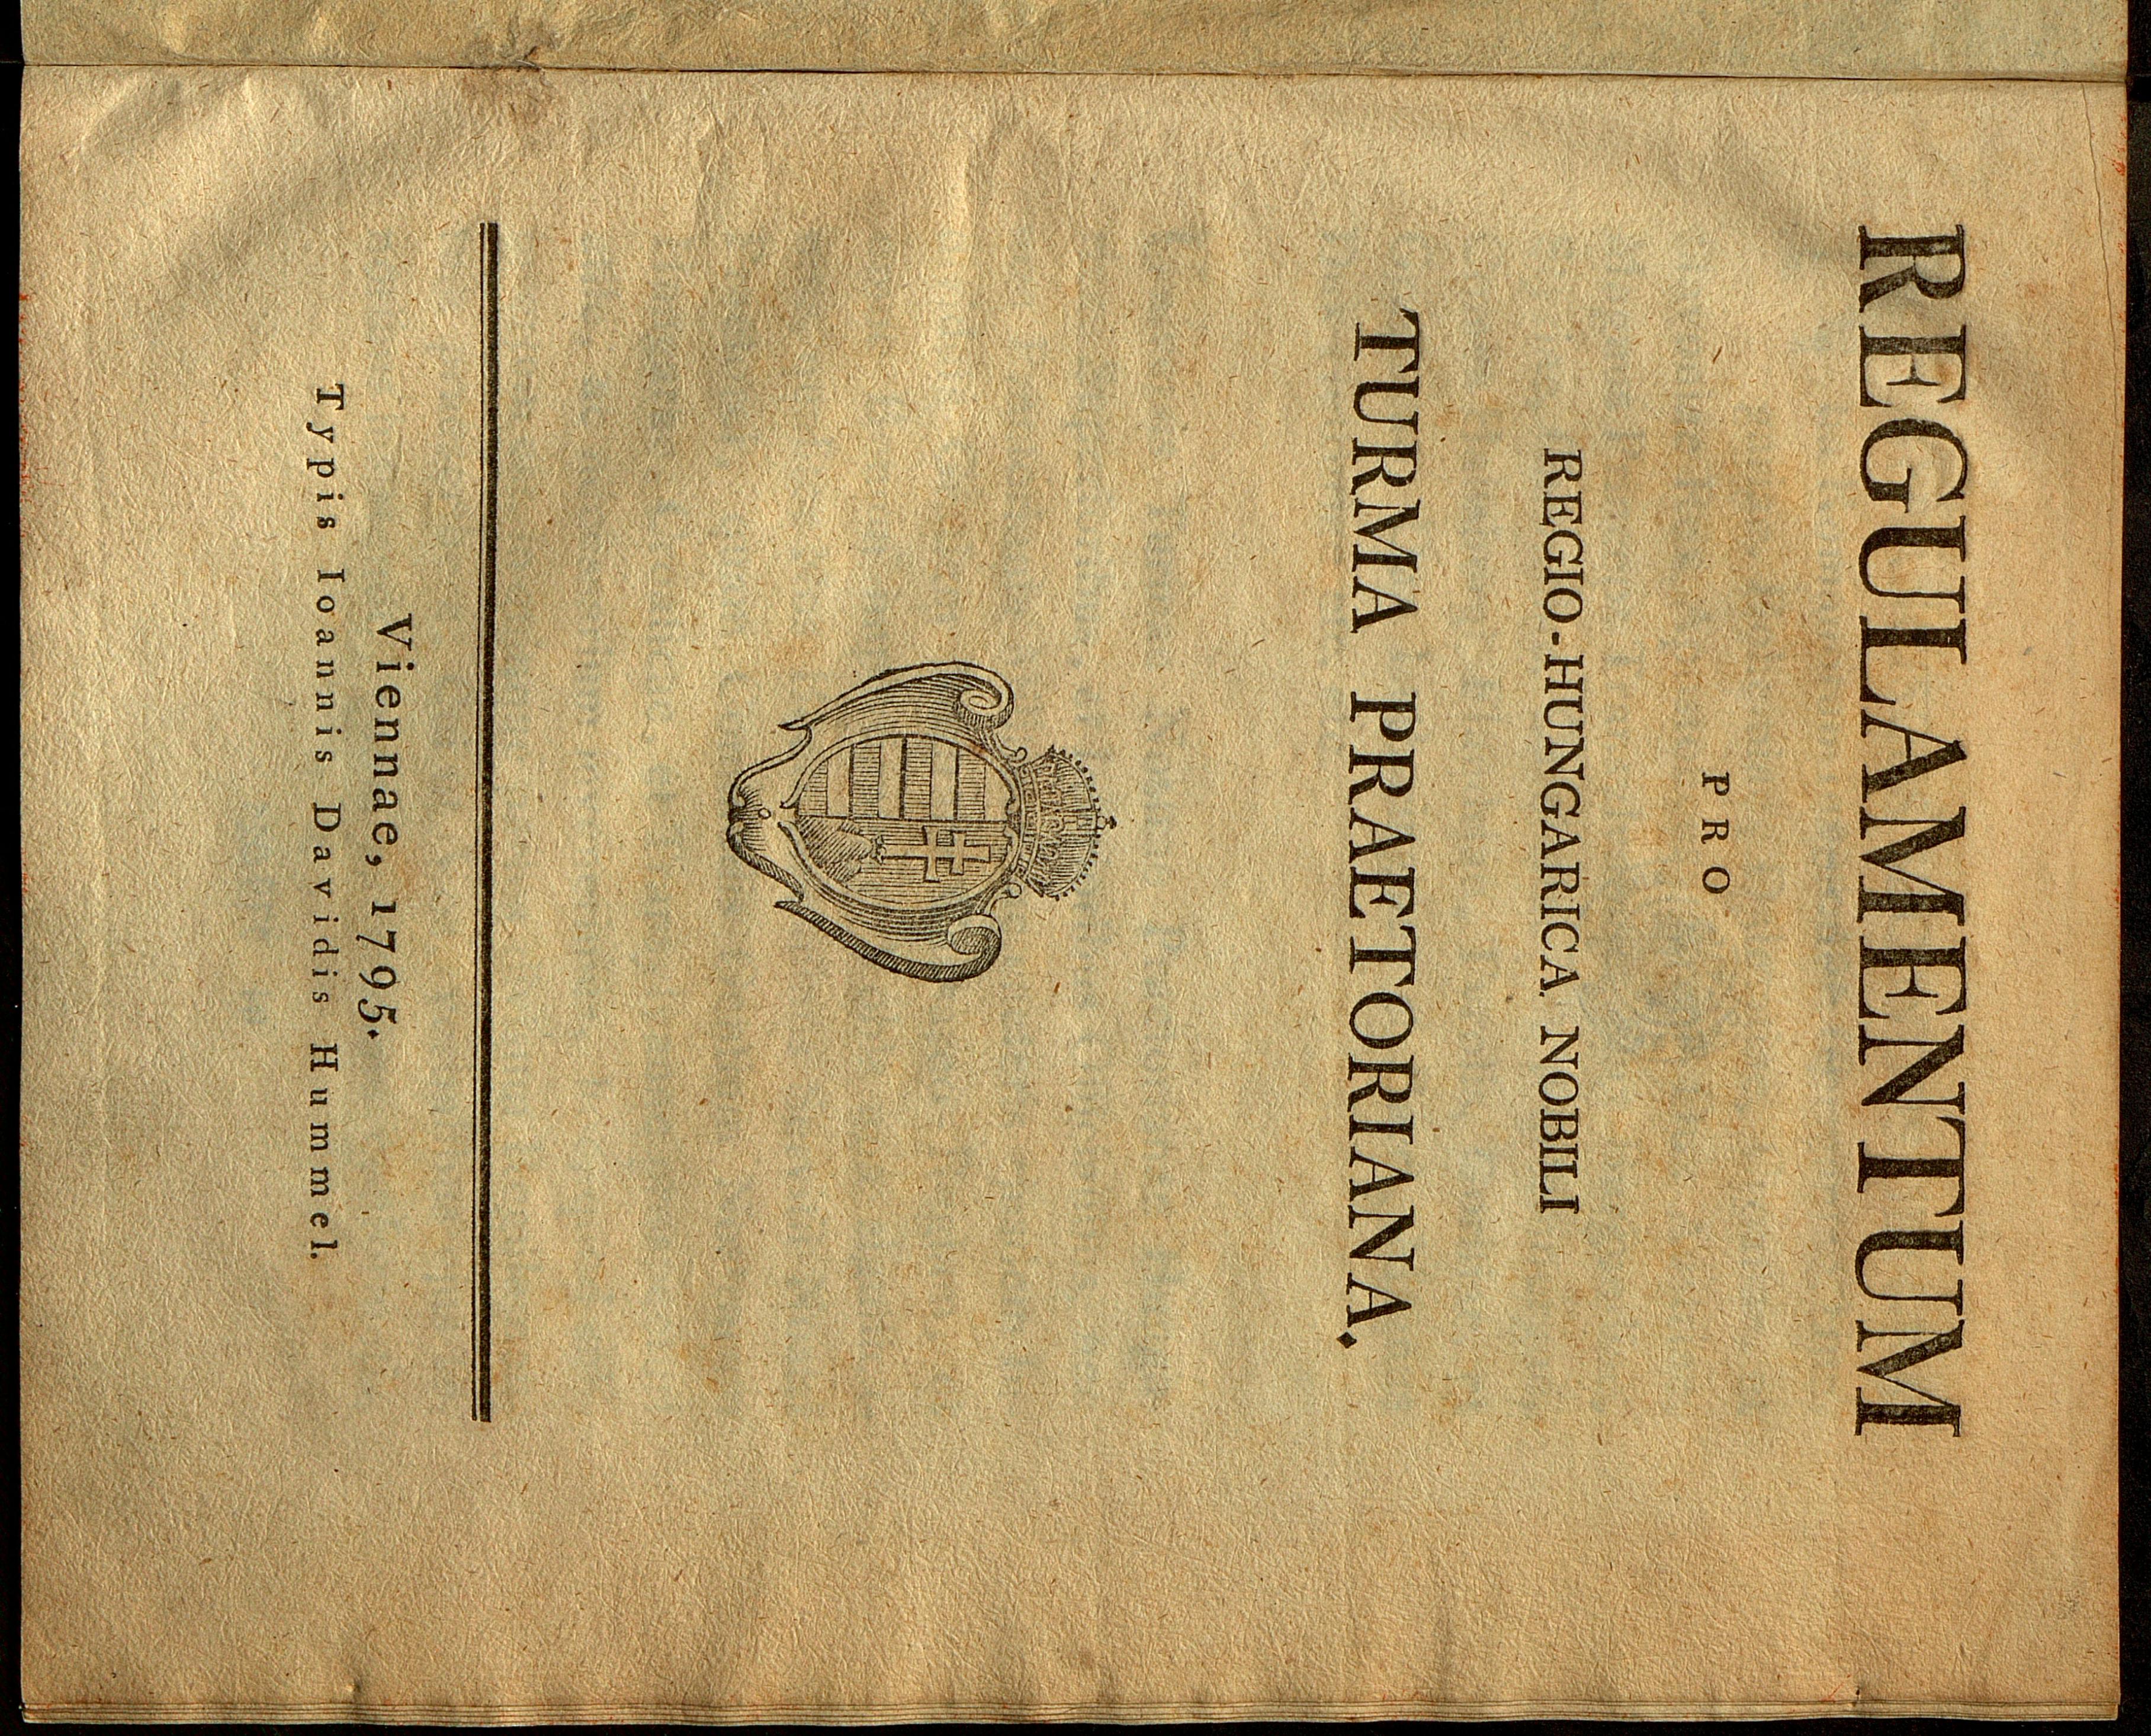 REGULAMENTUM
PRO
REGIO-HUNGARICA NOBILI
TURMA PRAETORIANA.
Viennae, 1795.
Typis Ioannis Davidis Hummel.